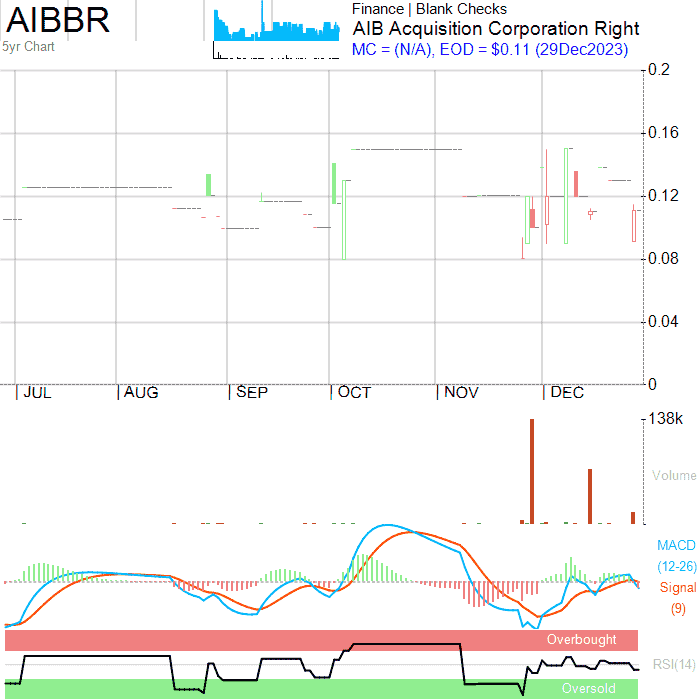 AIBBR
5yr Chart
Finance | Blank Checks
AIB Acquisition Corporation Right
MC = (N/A), EOD = $0.11 (29Dec2023)
0.2
0.16
0.12
0.08
0.04
0
JUL AUG SEP OCT NOV DEC
138k
Volume
MACD
(12-26)
Signal
(9)
Overbought
RSI(14)
Oversold